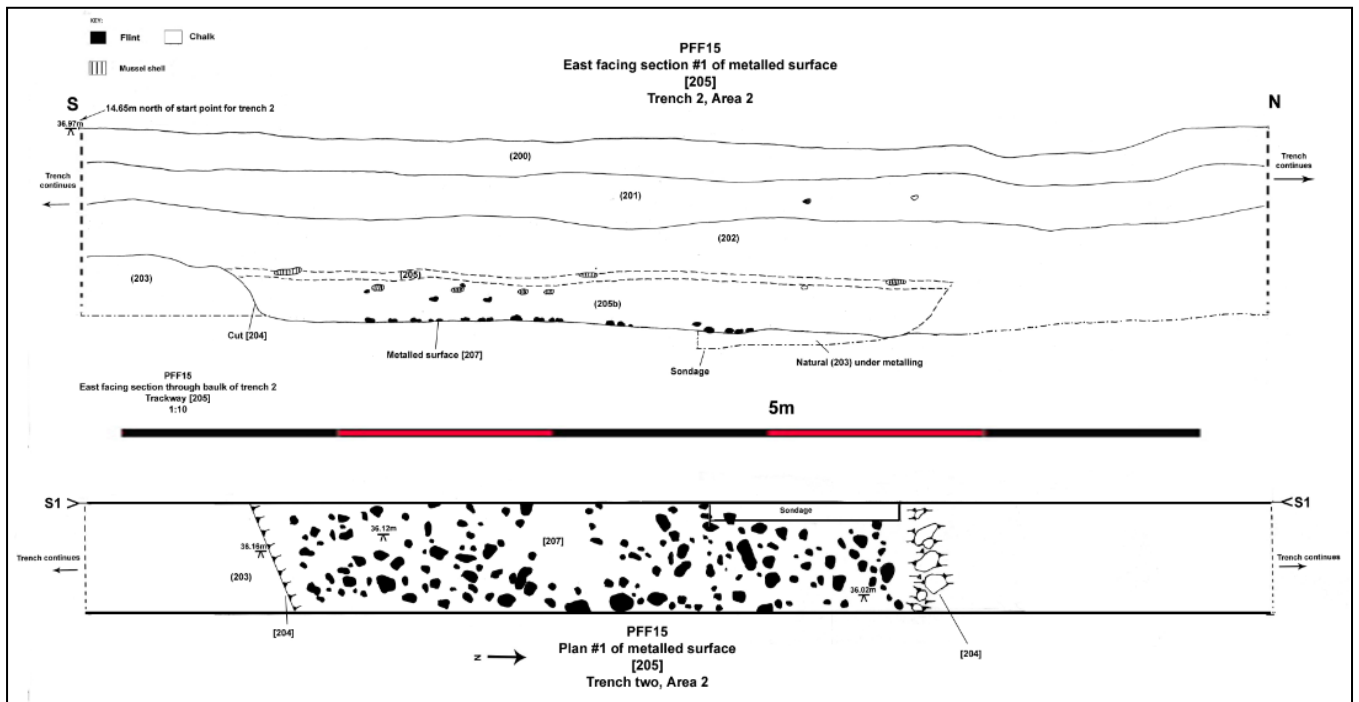 KEY:
Flint Chalk
Mussel shell
PFF15
East facing section #1 of metalled surface
[205]
Trench 2, Area 2
S
N
14.65m north of start point for trench 2
36.97m
Trench
continues
Trench
continues
(200)
(201)
(202)
(203)
[205]
(205b)
Cut [204]
Metalled surface [207]
Sondage
Natural (203) under metalling
PFF15
East facing section through baulk of trench 2
Trackway [205]
1:10
5m
S1
S1
Sondage
36.12m
[207]
36.16m
Trench continues
Trench continues
(203)
36.02m
[204]
[204]
PFF15
Plan #1 of metalled surface
[205]
Trench two, Area 2
N